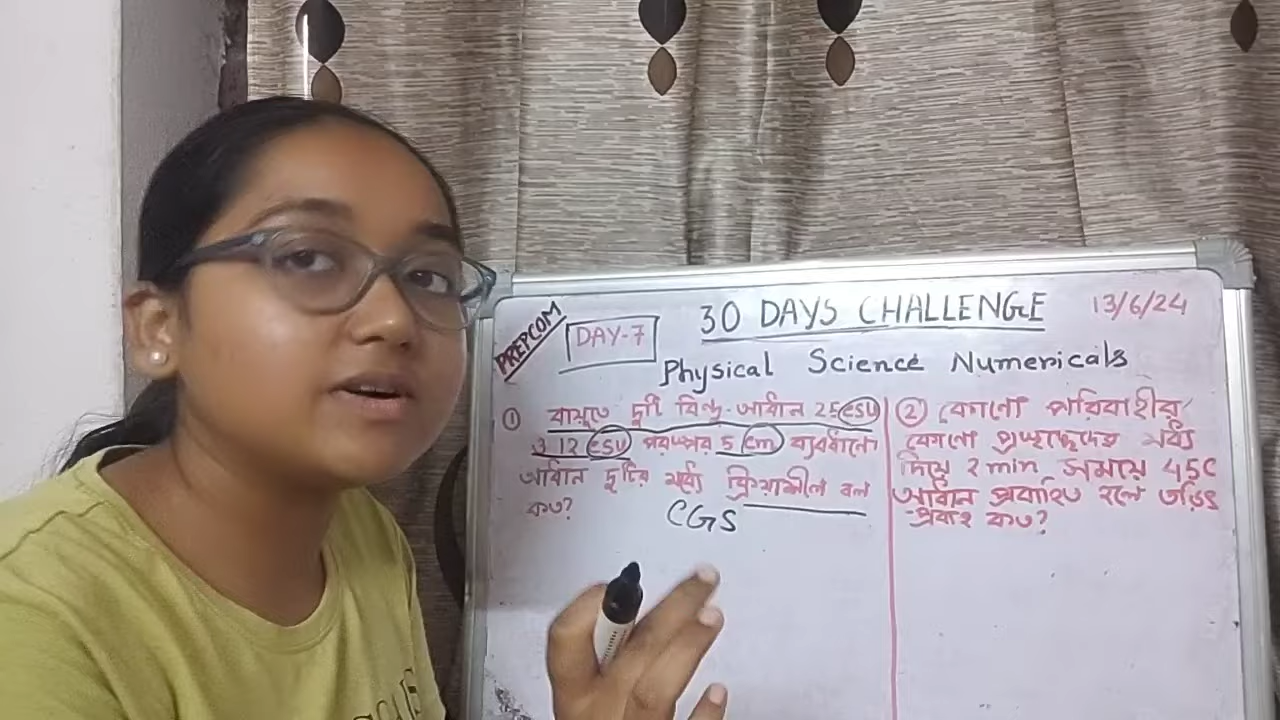 PREPCOM
DAY-7
30 DAYS CHALLENGE
13/6/24
Physical Science Numericals
① বায়ুতে দুটি বিন্দু-আধান 25 esu
ও 12 esu পরস্পর 5 cm ব্যবধানে
আধান দুটির মধ্যে ক্রিয়াশীল বল
কত?
CGS
② কোনো পরিবাহীর
কোনো প্রস্থচ্ছেদের মধ্য
দিয়ে 2 min সময়ে 45C
আধান প্রবাহিত হলে তড়িৎ
প্রবাহ কত?